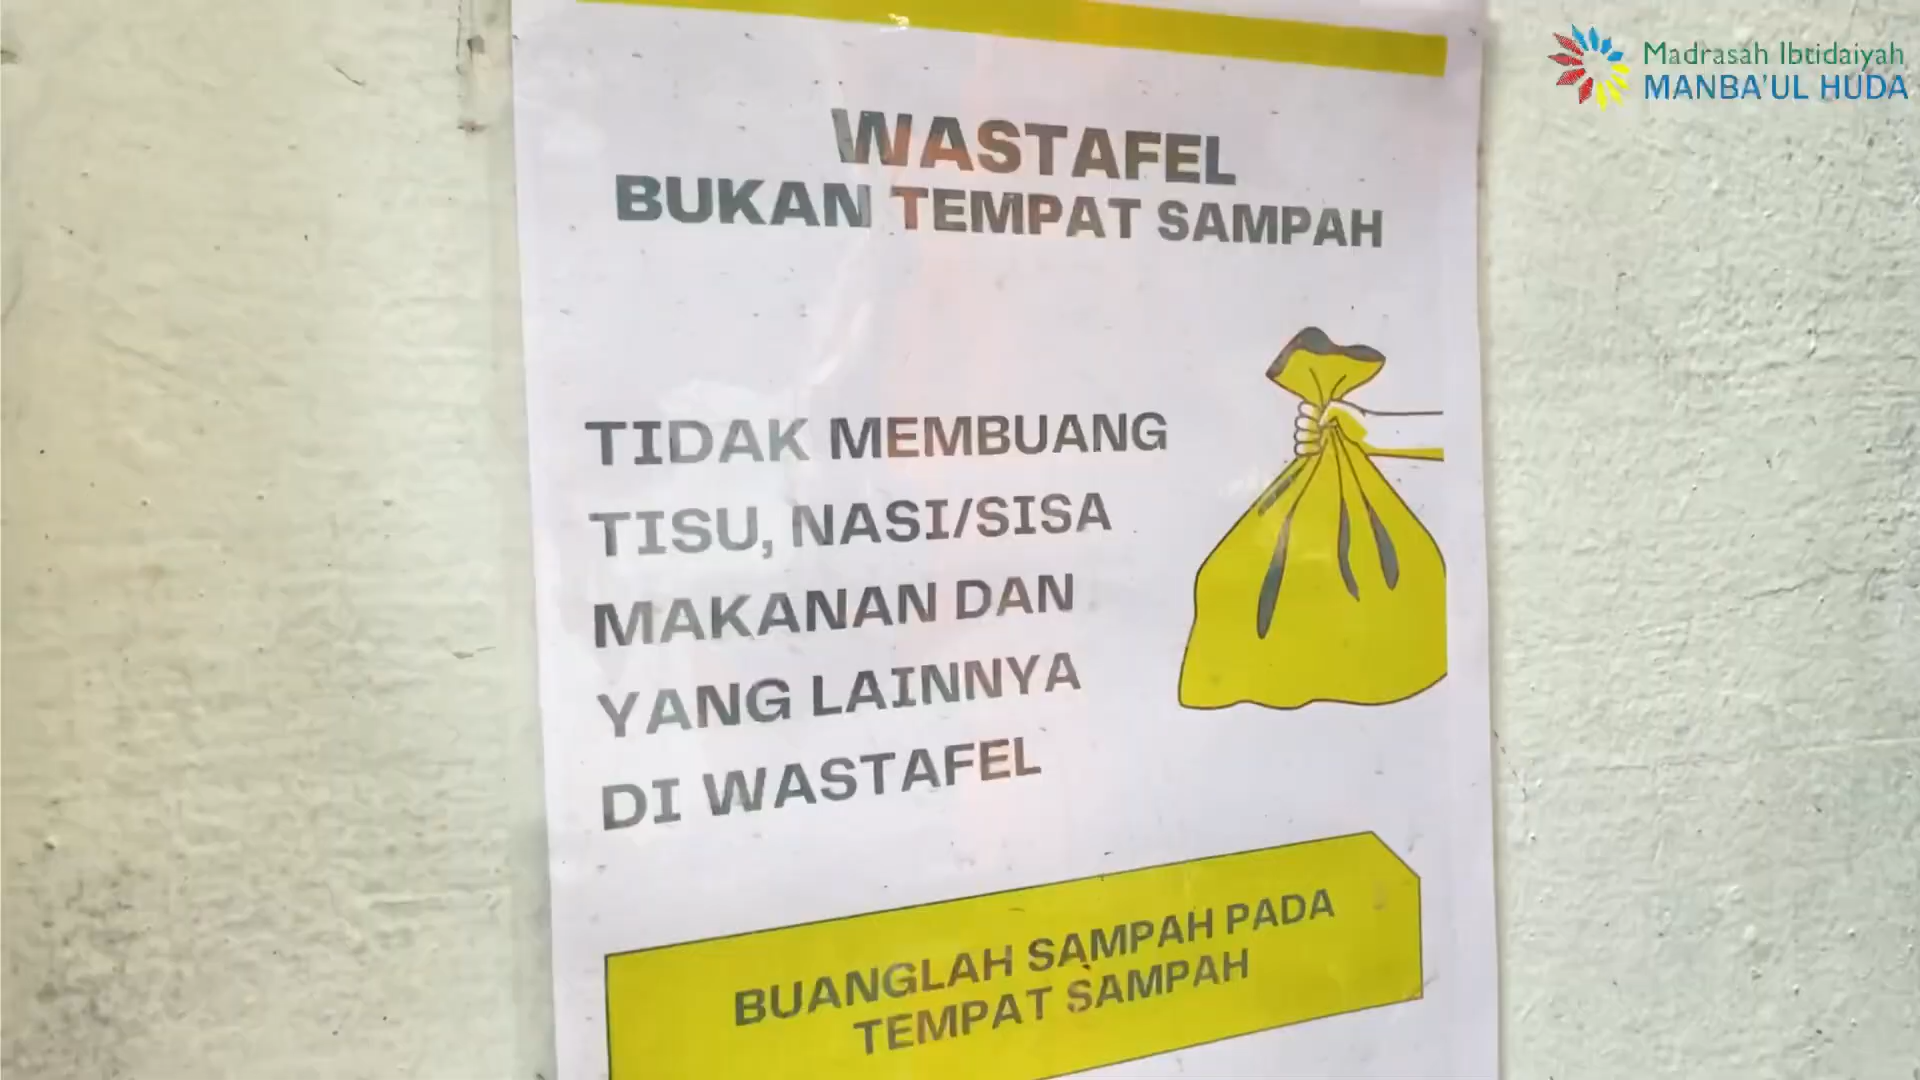 Madrasah Ibtidaiyah
MANBA'UL HUDA
WASTAFEL
BUKAN TEMPAT SAMPAH
TIDAK MEMBUANG
TISU, NASI/SISA
MAKANAN DAN
YANG LAINNYA
DI WASTAFEL
BUANGLAH SAMPAH PADA
TEMPAT SAMPAH